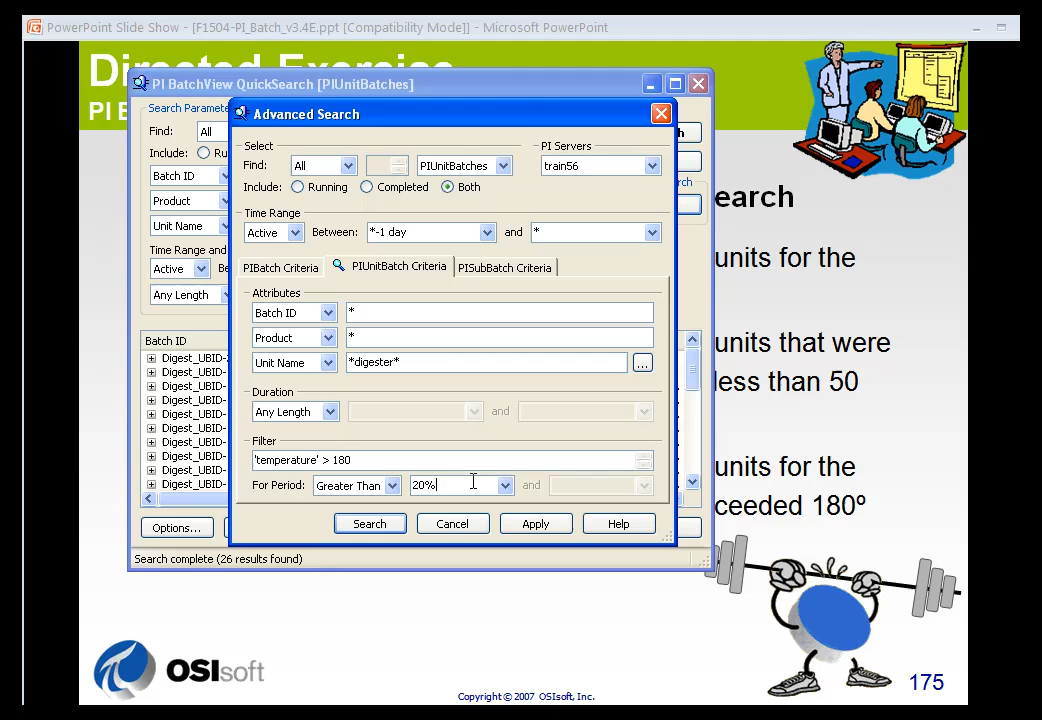 PowerPoint Slide Show - [F1504-PI_Batch_v3.4E.ppt [Compatibility Mode]] - Microsoft PowerPoint
Directed Exercise
PI BatchView QuickSearch [PIUnitBatches]
PI B
Search Paramete
Advanced Search
Find: All
Include: Ru
Batch ID
Product
Unit Name
Time Range and
Active Be
Any Length
Select
PI Servers
Find: All PIUnitBatches train56
Include: Running Completed Both
Time Range
Active Between: *-1 day and *
PIBatch Criteria PIUnitBatch Criteria PISubBatch Criteria
Attributes
Batch ID *
Product *
Unit Name *digester* ...
Duration
Any Length and
Filter
'temperature' > 180
For Period: Greater Than 20% and
Search Cancel Apply Help
h
rch
Batch ID
Digest_UBID-
Digest_UBID-
Digest_UBID-
Digest_UBID-
Digest_UBID-
Digest_UBID-
Digest_UBID-
Digest_UBID-
Digest_UBID-
Digest_UBID-
Options...
Search complete (26 results found)
earch
units for the
units that were
less than 50
units for the
ceeded 180º
OSIsoft
Copyright © 2007 OSIsoft, Inc.
175